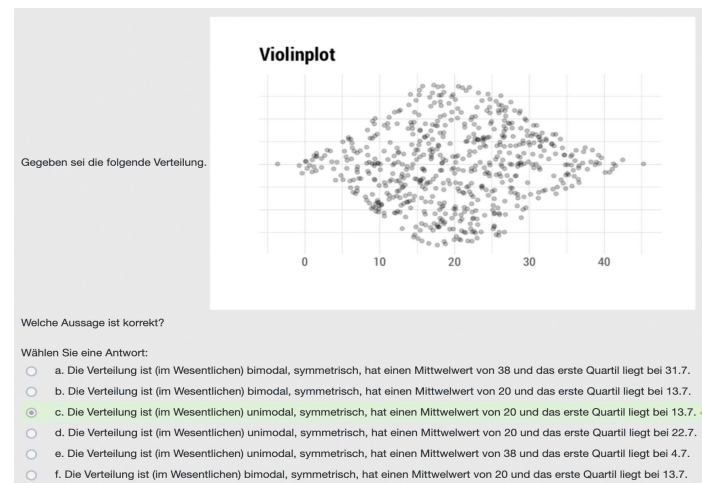 Violinplot
Gegeben sei die folgende Verteilung.
0 10 20 30 40
Welche Aussage ist korrekt?
Wählen Sie eine Antwort:
a. Die Verteilung ist (im Wesentlichen) bimodal, symmetrisch, hat einen Mittwelwert von 38 und das erste Quartil liegt bei 31.7.
b. Die Verteilung ist (im Wesentlichen) bimodal, symmetrisch, hat einen Mittwelwert von 20 und das erste Quartil liegt bei 13.7.
c. Die Verteilung ist (im Wesentlichen) unimodal, symmetrisch, hat einen Mittwelwert von 20 und das erste Quartil liegt bei 13.7.
d. Die Verteilung ist (im Wesentlichen) unimodal, symmetrisch, hat einen Mittwelwert von 20 und das erste Quartil liegt bei 22.7.
e. Die Verteilung ist (im Wesentlichen) unimodal, symmetrisch, hat einen Mittwelwert von 38 und das erste Quartil liegt bei 4.7.
f. Die Verteilung ist (im Wesentlichen) bimodal, symmetrisch, hat einen Mittwelwert von 20 und das erste Quartil liegt bei 13.7.